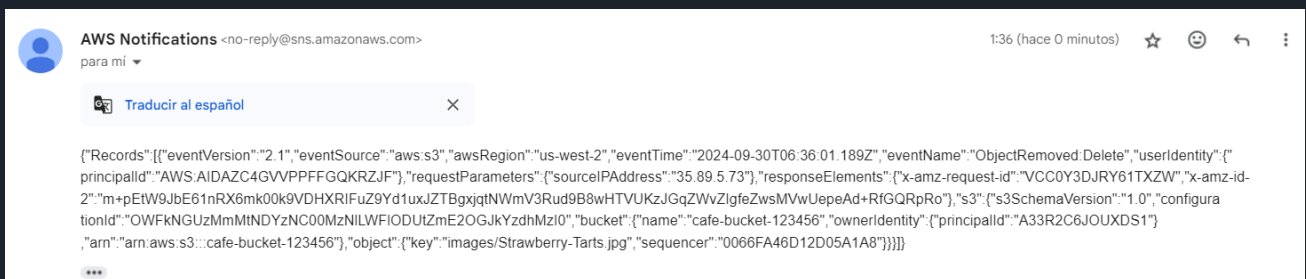 AWS Notifications <no-reply@sns.amazonaws.com> 1:36 (hace 0 minutos)
para mí
Traducir al español
{"Records":[{"eventVersion":"2.1","eventSource":"aws:s3","awsRegion":"us-west-2","eventTime":"2024-09-30T06:36:01.189Z","eventName":"ObjectRemoved:Delete","userIdentity":{"
principalId":"AWS:AIDAZC4GVVPPFFGQKRZJF"},"requestParameters":{"sourceIPAddress":"35.89.5.73"},"responseElements":{"x-amz-request-id":"VCC0Y3DJRY61TXZW","x-amz-id-
2":"m+pEtW9JbE61nRX6mk00k9VDHXRIFuZ9Yd1uxJZTBgxjqtNWmV3Rud9B8wHTVUKzJGqZWvZIgfeZwsMVwUepeAd+RfGQRpRo"},"s3":{"s3SchemaVersion":"1.0","configura
tionId":"OWFkNGUzMmMtNDYzNC00MzNlLWFlODUtZmE2OGJkYzdhMzI0","bucket":{"name":"cafe-bucket-123456","ownerIdentity":{"principalId":"A33R2C6JOUXDS1"}
,"arn":"arn:aws:s3:::cafe-bucket-123456"},"object":{"key":"images/Strawberry-Tarts.jpg","sequencer":"0066FA46D12D05A1A8"}}}]}